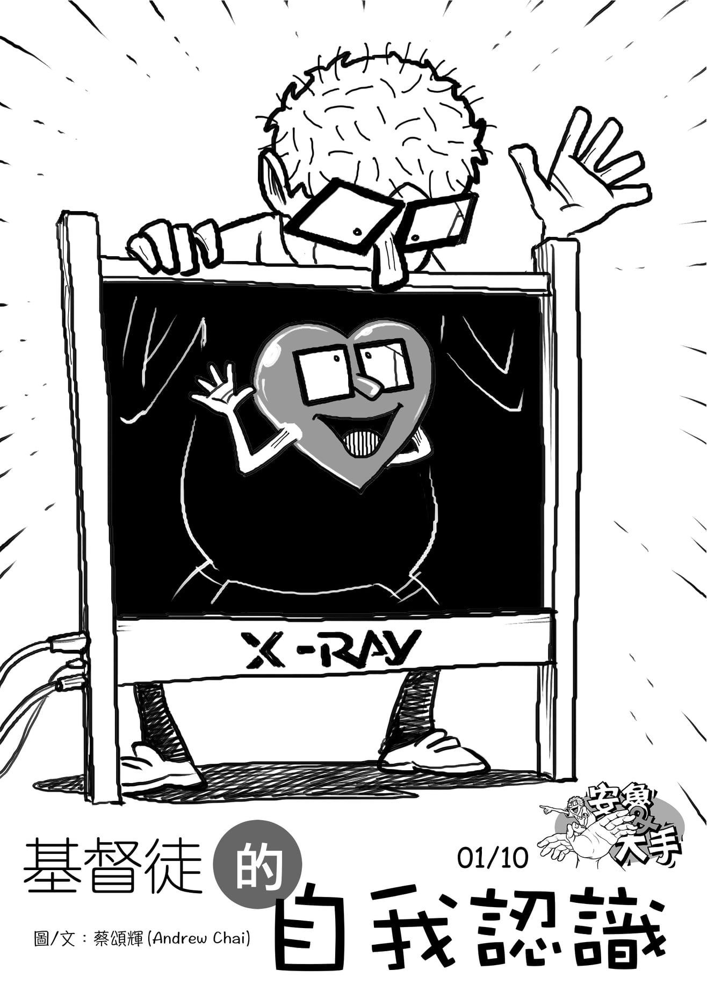 X-RAY
安魯
&
大手
01/10
基督徒的
自我認識
圖/文：蔡頌輝(Andrew Chai)